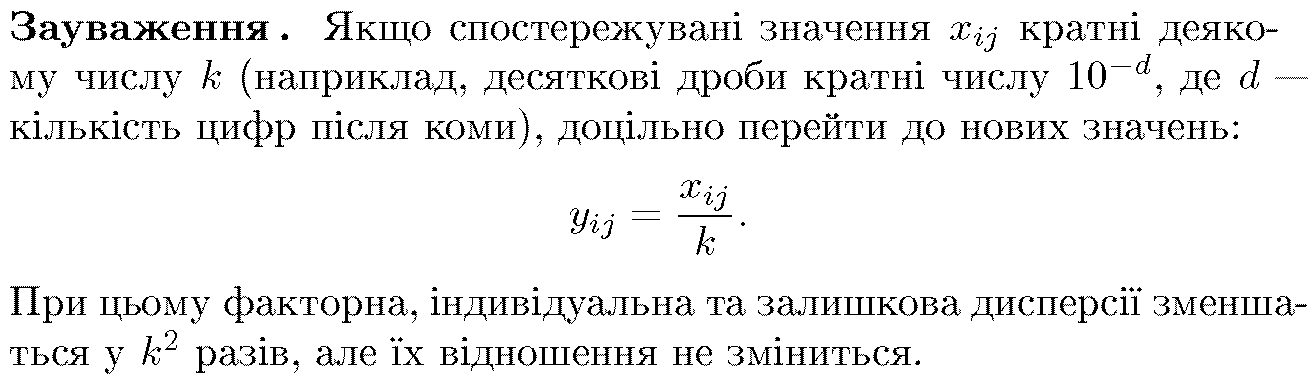 Зауваження. Якщо спостережувані значення $x_{ij}$ кратні деяко-
му числу $k$ (наприклад, десяткові дроби кратні числу $10^{-d}$, де $d$ —
кількість цифр після коми), доцільно перейти до нових значень:
$y_{ij} = \frac{x_{ij}}{k}.$
При цьому факторна, індивідуальна та залишкова дисперсії зменша-
ться у $k^2$ разів, але їх відношення не зміниться.